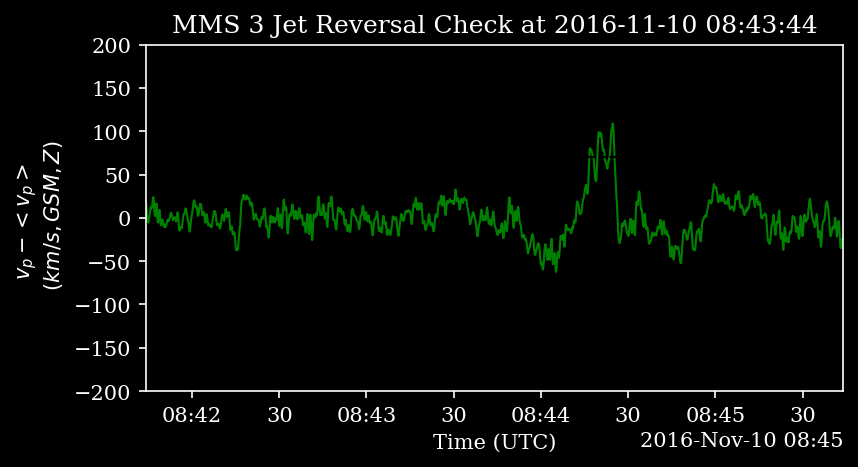 MMS 3 Jet Reversal Check at 2016-11-10 08:43:44
v_p − < v_p >
(km/s, GSM, Z)
200
150
100
50
0
−50
−100
−150
−200
08:42 30 08:43 30 08:44 30 08:45 30
Time (UTC)
2016-Nov-10 08:45